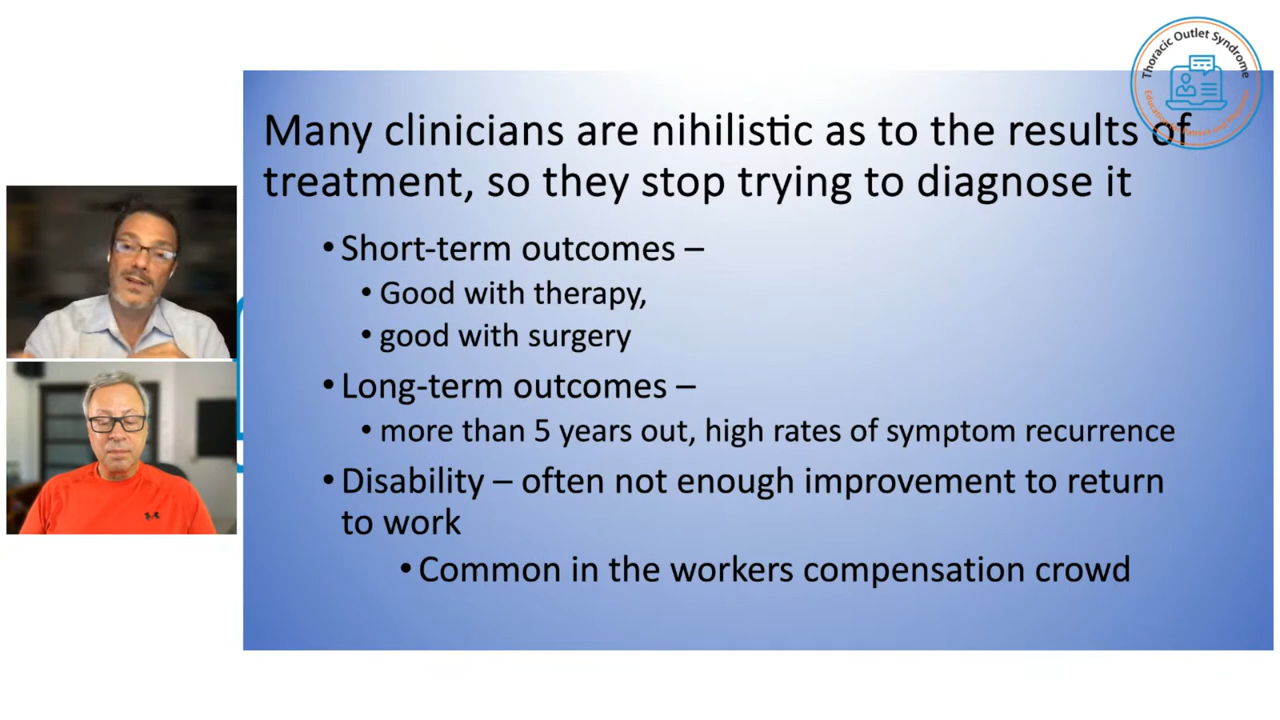 Thoracic Outlet Syndrome
Many clinicians are nihilistic as to the results of
treatment, so they stop trying to diagnose it
•Short-term outcomes –
•Good with therapy,
•good with surgery
•Long-term outcomes –
•more than 5 years out, high rates of symptom recurrence
•Disability – often not enough improvement to return
to work
•Common in the workers compensation crowd